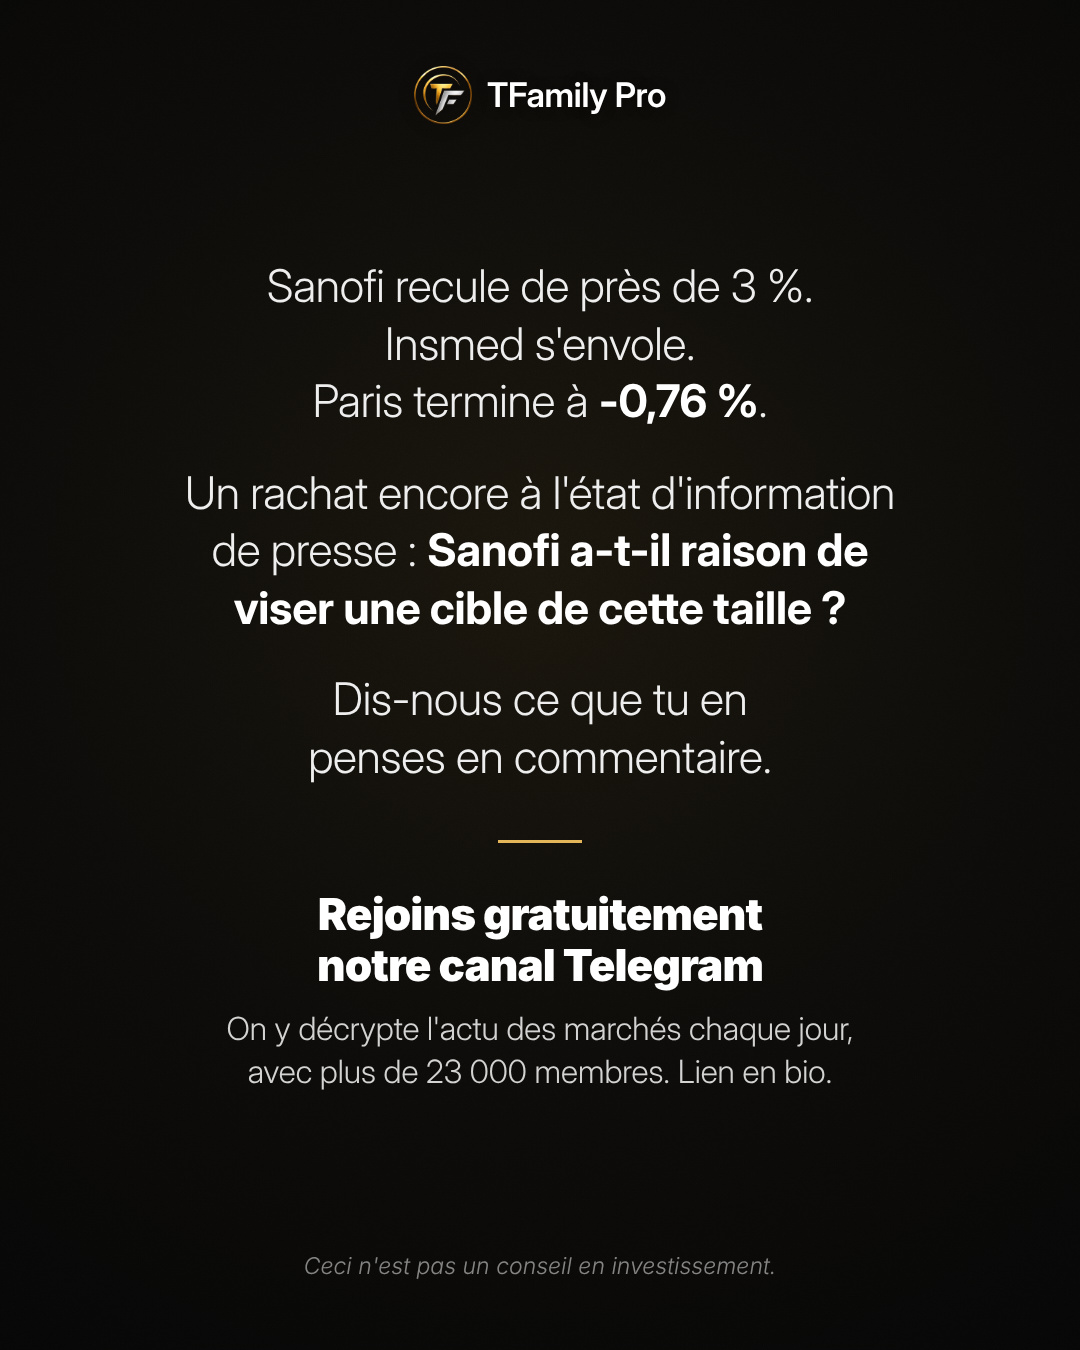 TF TFamily Pro
Sanofi recule de près de 3 %.
Insmed s'envole.
Paris termine à -0,76 %.
Un rachat encore à l'état d'information
de presse : Sanofi a-t-il raison de
viser une cible de cette taille ?
Dis-nous ce que tu en
penses en commentaire.
Rejoins gratuitement
notre canal Telegram
On y décrypte l'actu des marchés chaque jour,
avec plus de 23 000 membres. Lien en bio.
Ceci n'est pas un conseil en investissement.